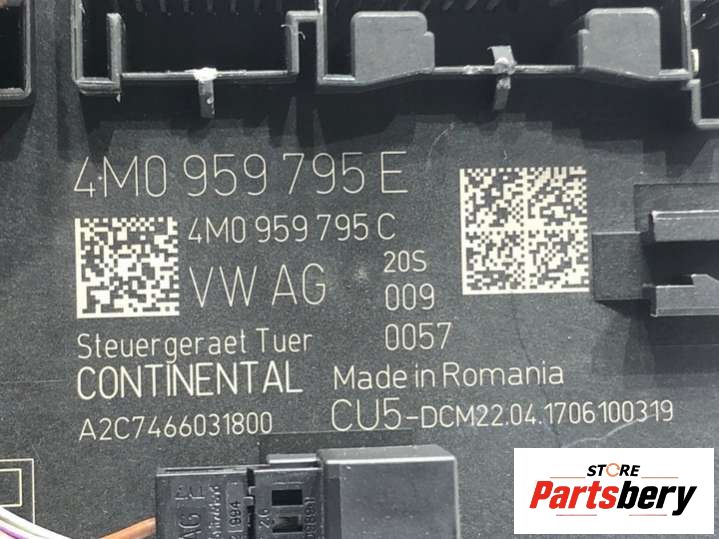 4M0 959 795 E
4M0 959 795 C
VW AG
20S
009
0057
Steuergeraet Tuer
CONTINENTAL
Made in Romania
A2C7466031800
CU5-DCM22.04.1706100319
STORE
Partsbery